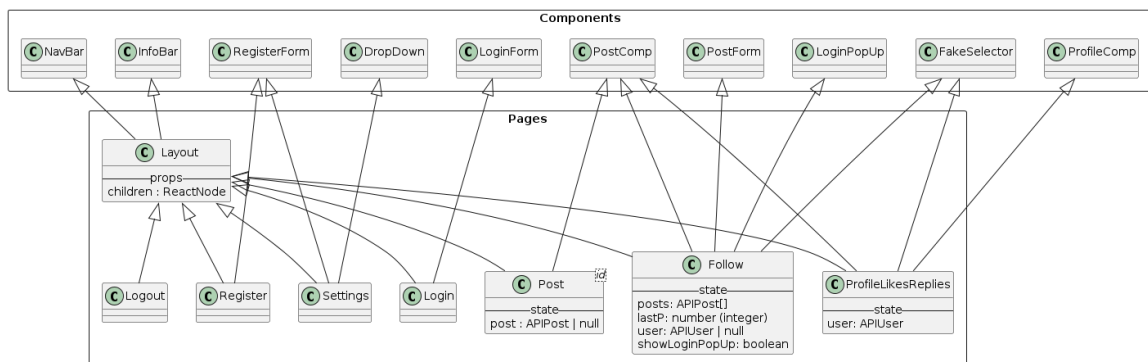 Components
C NavBar
C InfoBar
C RegisterForm
C DropDown
C LoginForm
C PostComp
C PostForm
C LoginPopUp
C FakeSelector
C ProfileComp
Pages
C Layout
props
children : ReactNode
C Logout
C Register
C Settings
C Login
C Post
id
state
post : APIPost | null
C Follow
state
posts: APIPost[]
lastP: number (integer)
user: APIUser | null
showLoginPopUp: boolean
C ProfileLikesReplies
state
user: APIUser